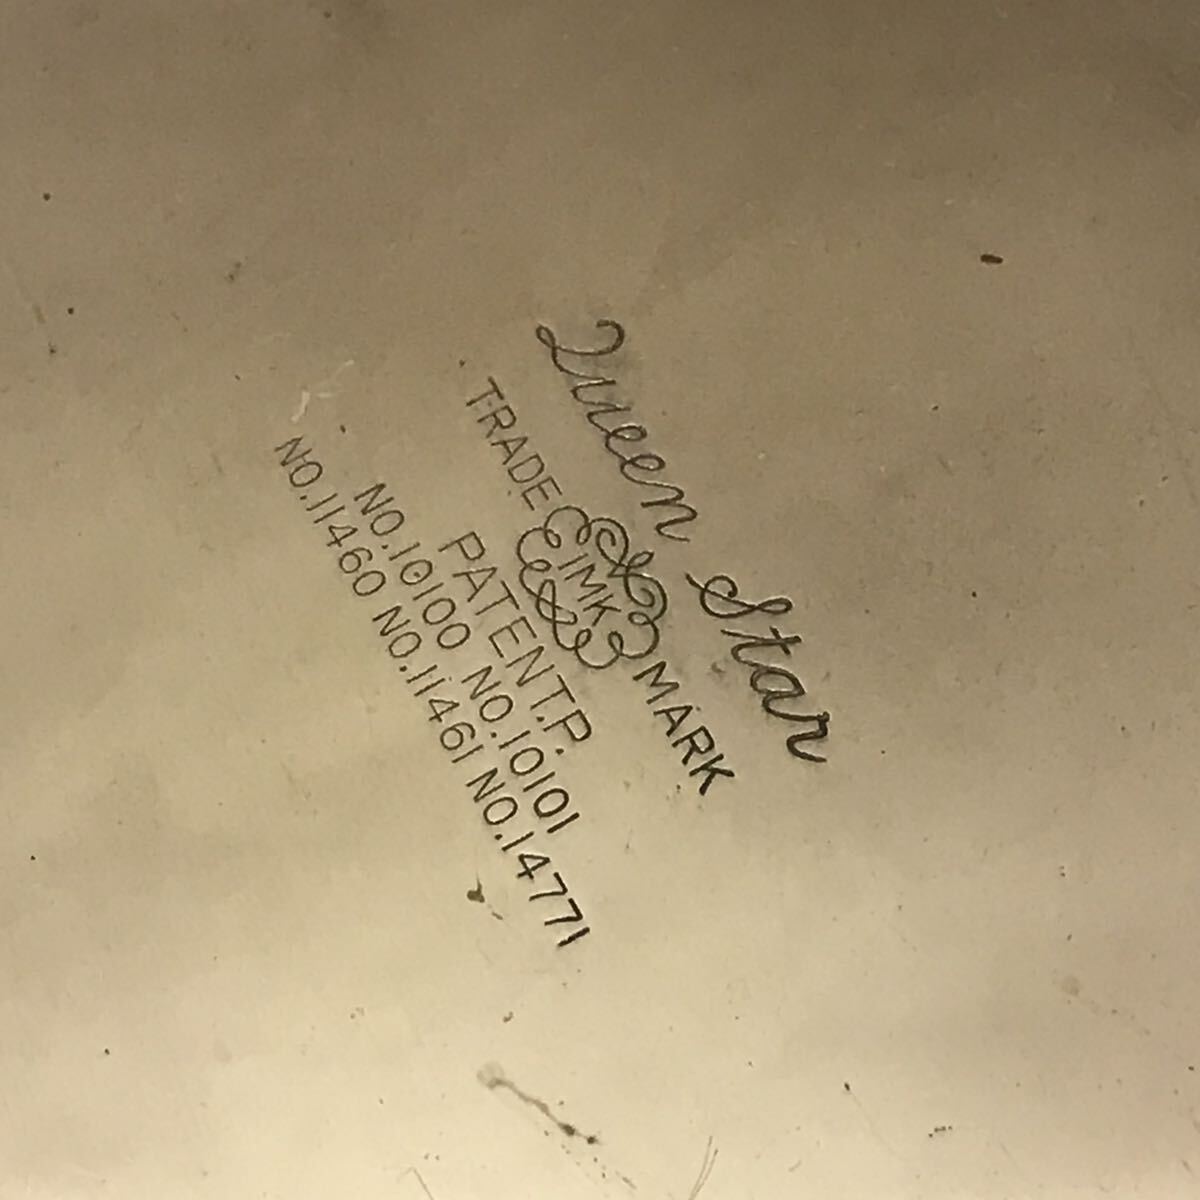 Queen Star
TRADE IMK MARK
PATENT.P.
NO.10100 NO.10101
NO.11460 NO.11461 NO.14771